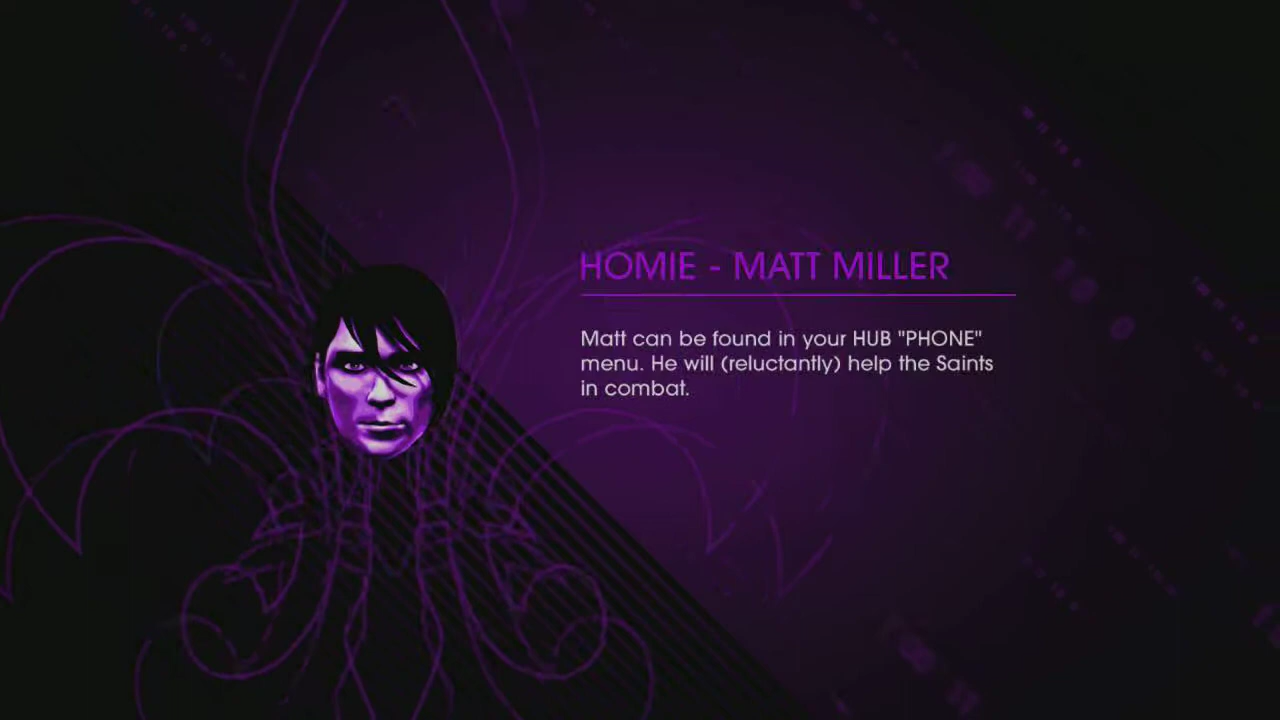 HOMIE - MATT MILLER
Matt can be found in your HUB "PHONE"
menu. He will (reluctantly) help the Saints
in combat.